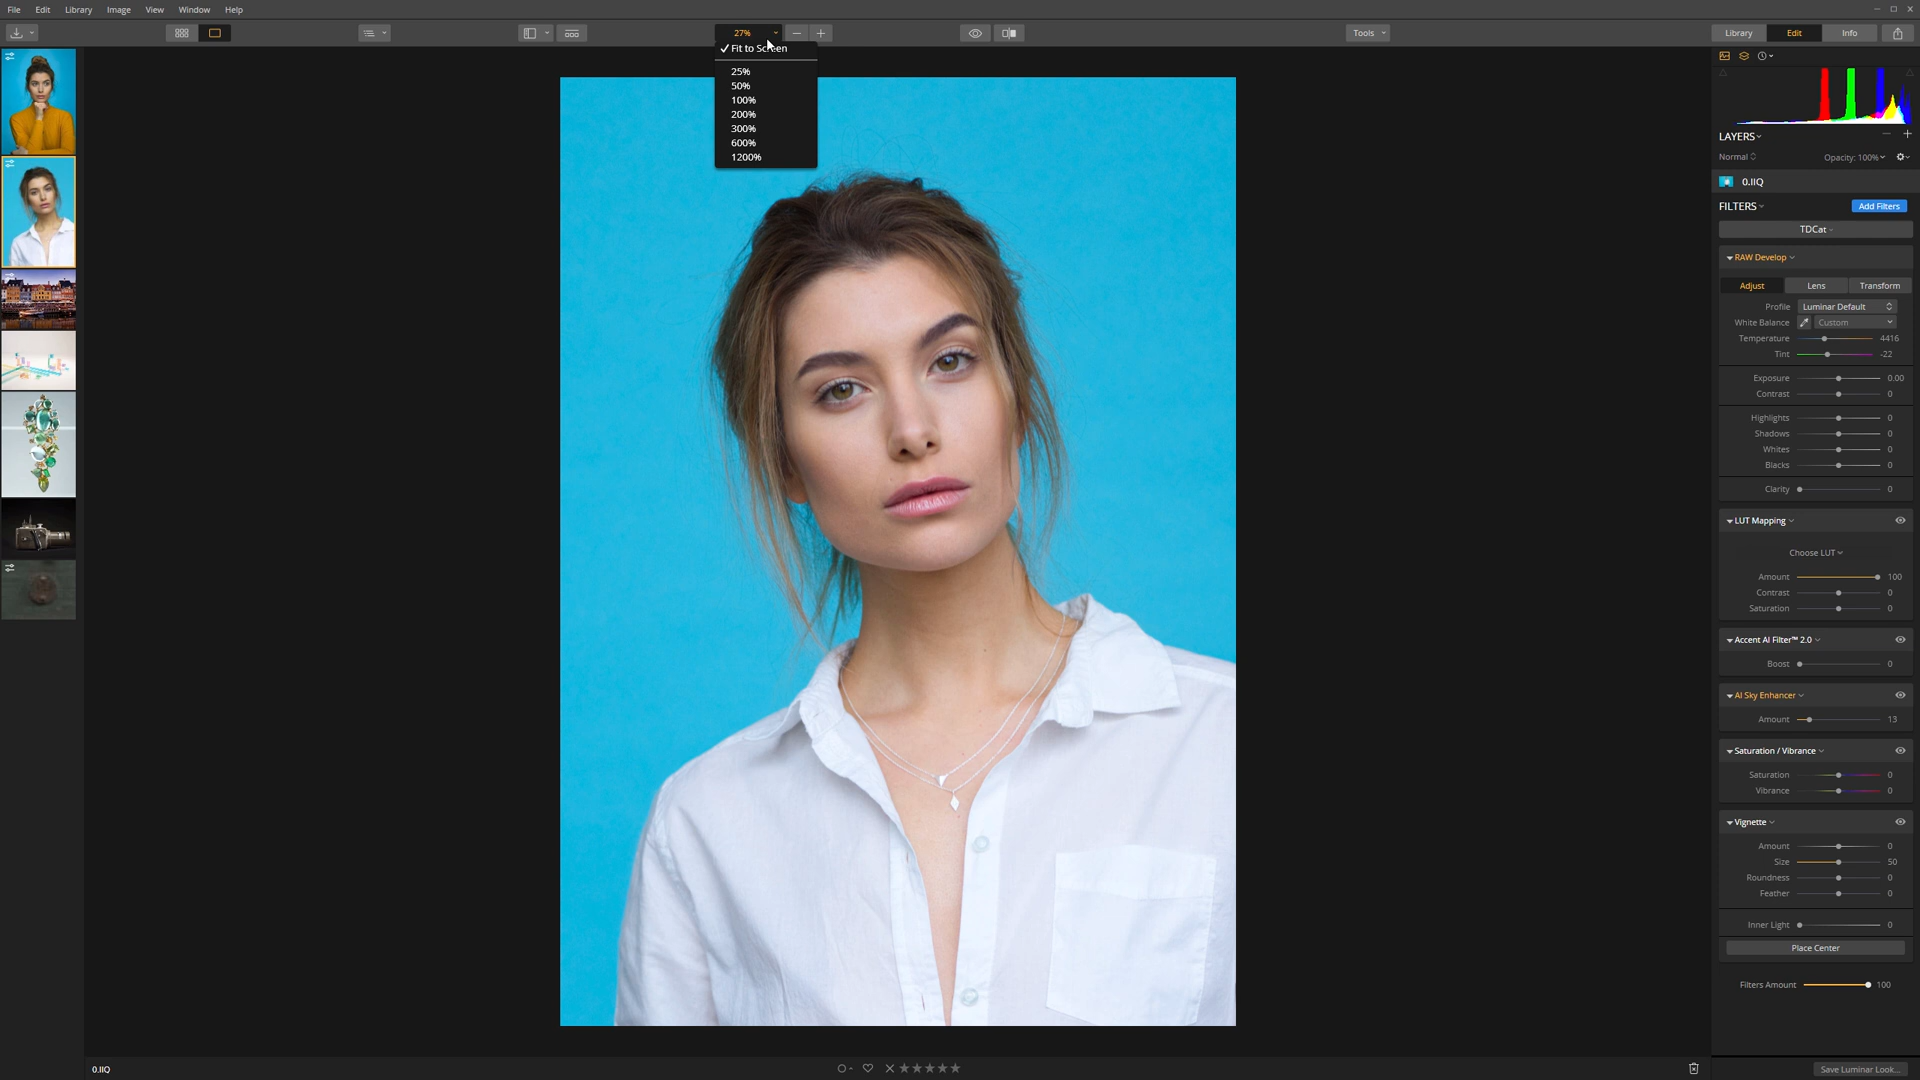 File Edit Library Image View Window Help
27%
Tools
Library Edit Info
✓ Fit to Screen
25%
50%
100%
200%
300%
600%
1200%
LAYERS
Normal Opacity: 100%
0.IIQ
FILTERS Add Filters
TDCat
RAW Develop
Adjust Lens Transform
Profile Luminar Default
White Balance Custom
Temperature 4416
Tint -22
Exposure 0.00
Contrast 0
Highlights 0
Shadows 0
Whites 0
Blacks 0
Clarity 0
LUT Mapping
Choose LUT
Amount 100
Contrast 0
Saturation 0
Accent AI Filter™ 2.0
Boost 0
AI Sky Enhancer
Amount 13
Saturation / Vibrance
Saturation 0
Vibrance 0
Vignette
Amount 0
Size 50
Roundness 0
Feather 0
Inner Light 0
Place Center
Filters Amount 100
0.IIQ
Save Luminar Look...